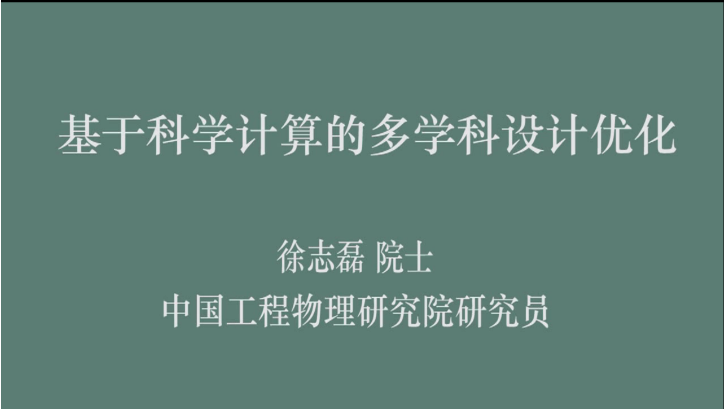 基于科学计算的多学科设计优化
徐志磊 院士
中国工程物理研究院研究员